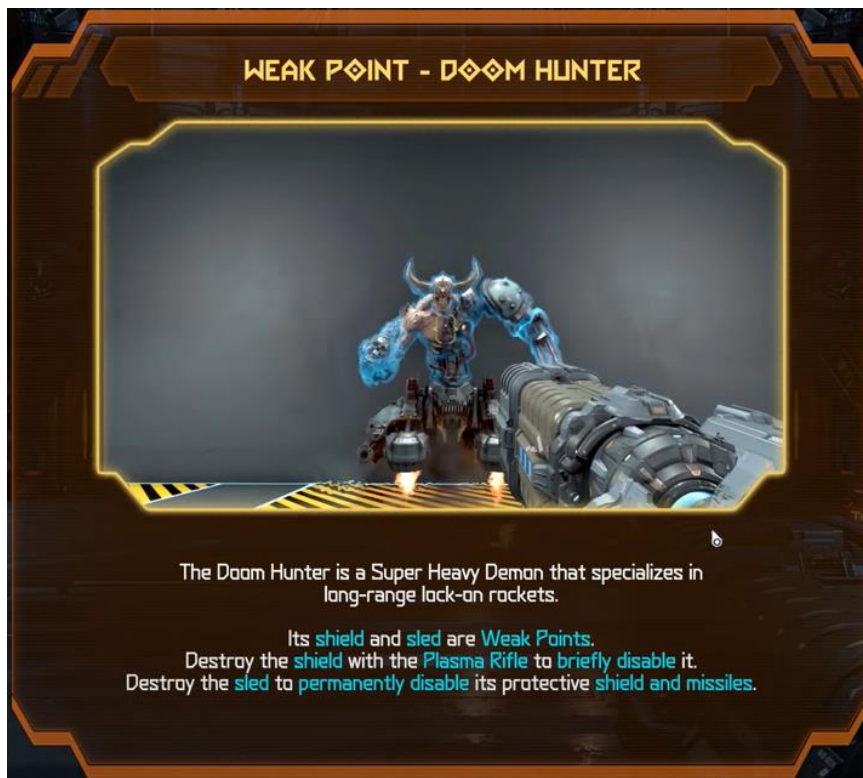 WEAK POINT - DOOM HUNTER
The Doom Hunter is a Super Heavy Demon that specializes in
long-range lock-on rockets.
Its shield and sled are Weak Points.
Destroy the shield with the Plasma Rifle to briefly disable it.
Destroy the sled to permanently disable its protective shield and missiles.